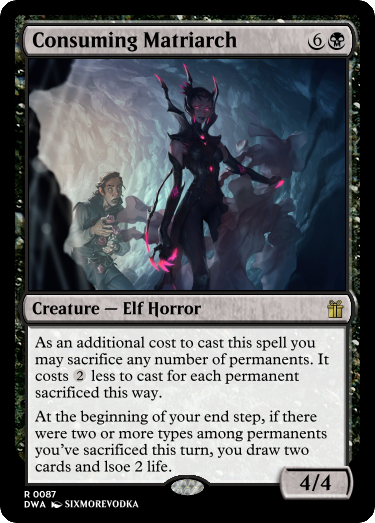 Consuming Matriarch 6
Creature — Elf Horror
As an additional cost to cast this spell you
may sacrifice any number of permanents. It
costs 2 less to cast for each permanent
sacrificed this way.
At the beginning of your end step, if there
were two or more types among permanents
you've sacrificed this turn, you draw two
cards and lsoe 2 life.
4/4
R 0087
DWA SIXMOREVODKA